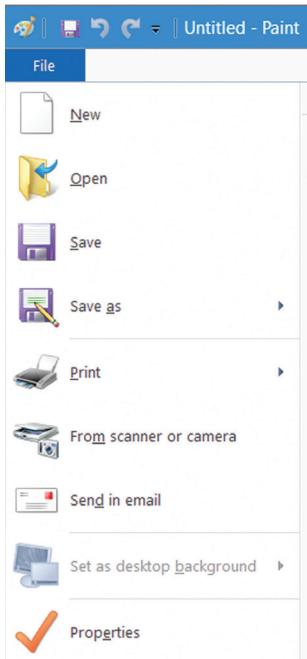 Untitled - Paint
File
New
Open
Save
Save as
Print
From scanner or camera
Send in email
Set as desktop background
Properties